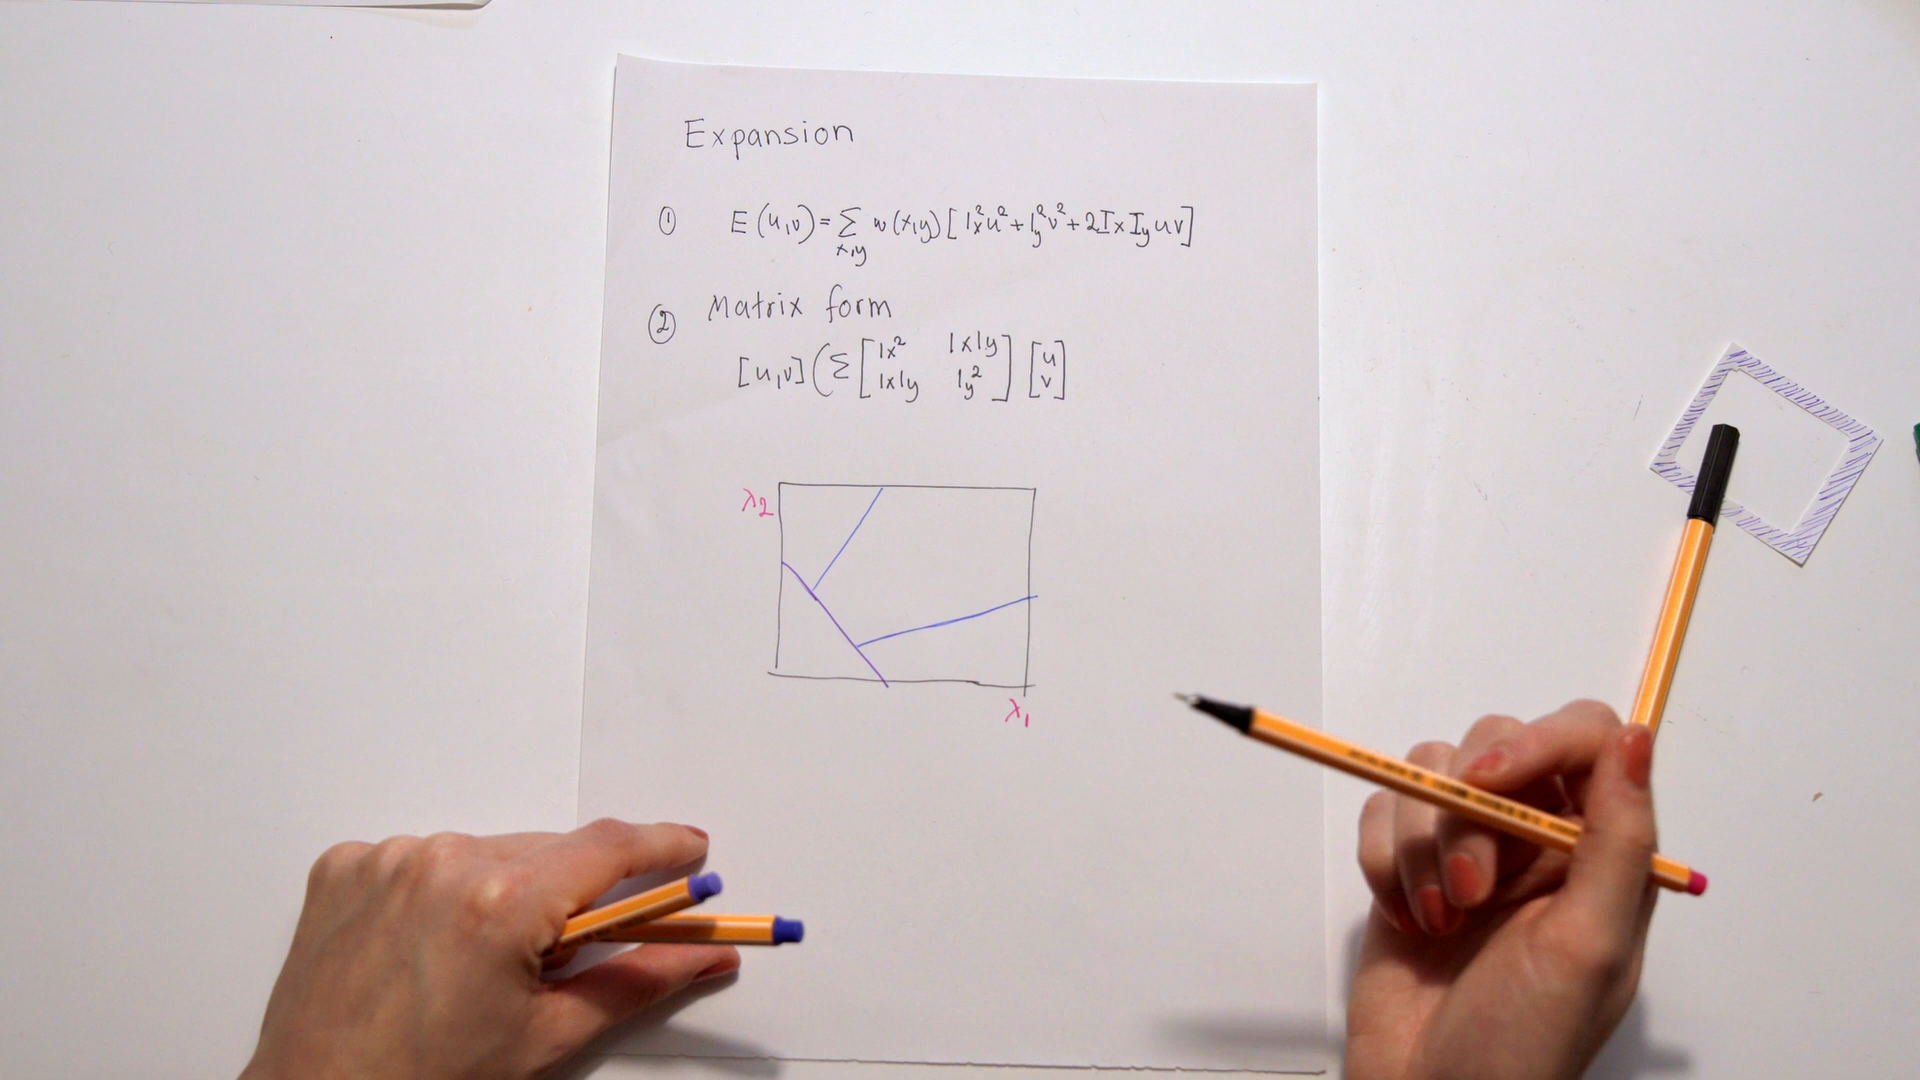 Expansion
① E(u,v)= ∑ w(x,y)[Ix²u²+Iy²v²+2IxIyuv]
x,y
② Matrix form
[u,v](Σ[Ix² IxIy] [u]
IxIy Iy² v
λ2
λ1